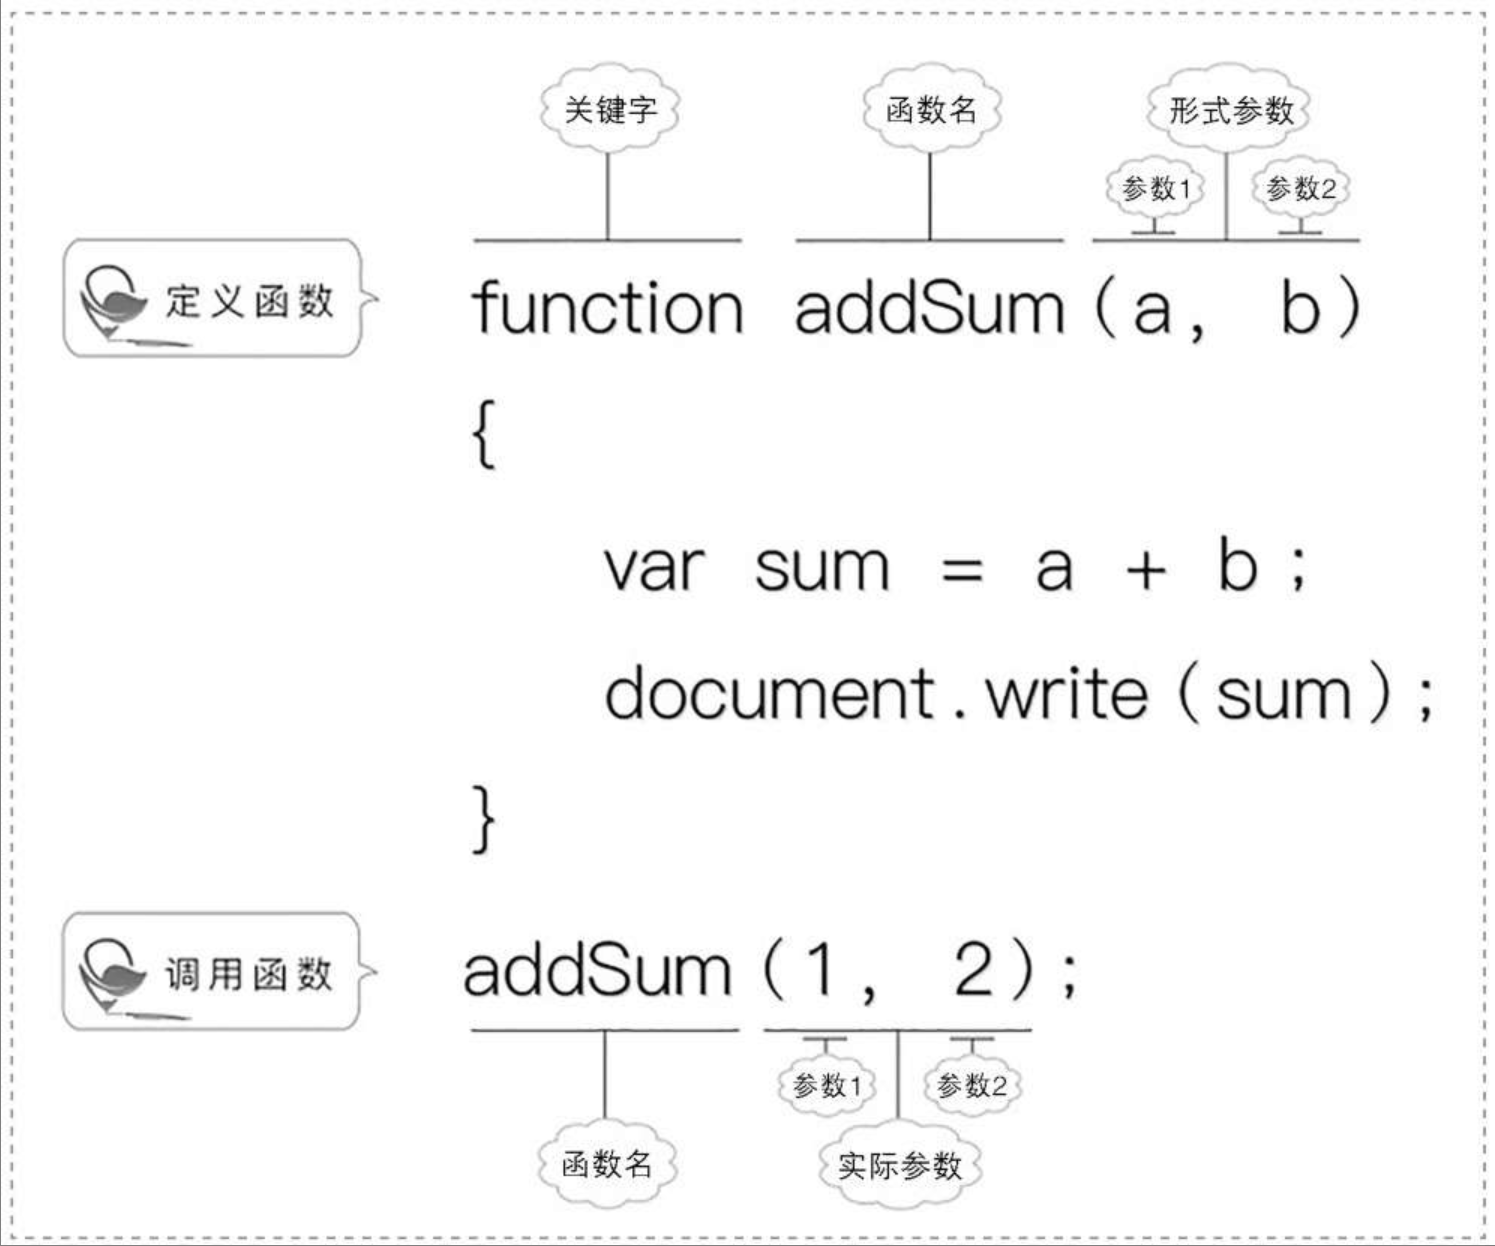 关键字 函数名 形式参数
参数1 参数2
定义函数 function addSum(a, b)
{
var sum = a + b;
document.write(sum);
}
调用函数 addSum(1, 2);
参数1 参数2
函数名 实际参数